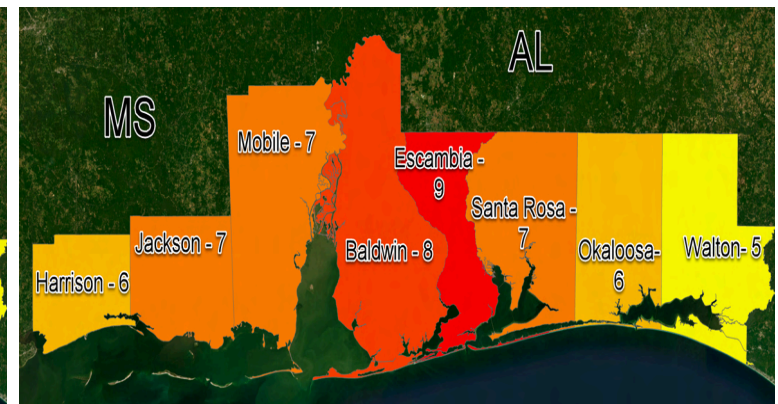 AL
MS
Mobile - 7
Escambia -
9
Santa Rosa -
7
Jackson - 7
Baldwin - 8
Okaloosa-
6
Walton- 5
Harrison - 6